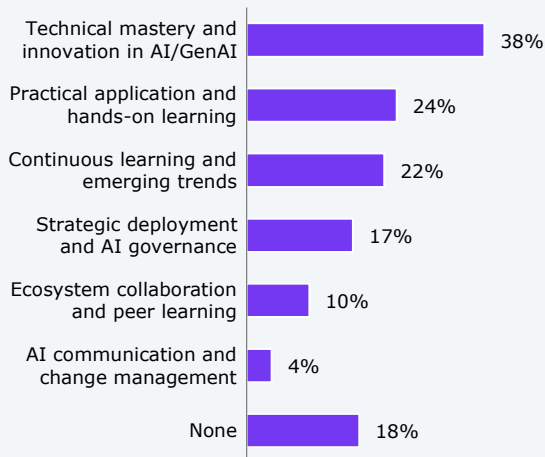 Technical mastery and
innovation in AI/GenAI
38%
Practical application and
hands-on learning
24%
Continuous learning and
emerging trends
22%
Strategic deployment
and AI governance
17%
Ecosystem collaboration
and peer learning
10%
AI communication and
change management
4%
None
18%